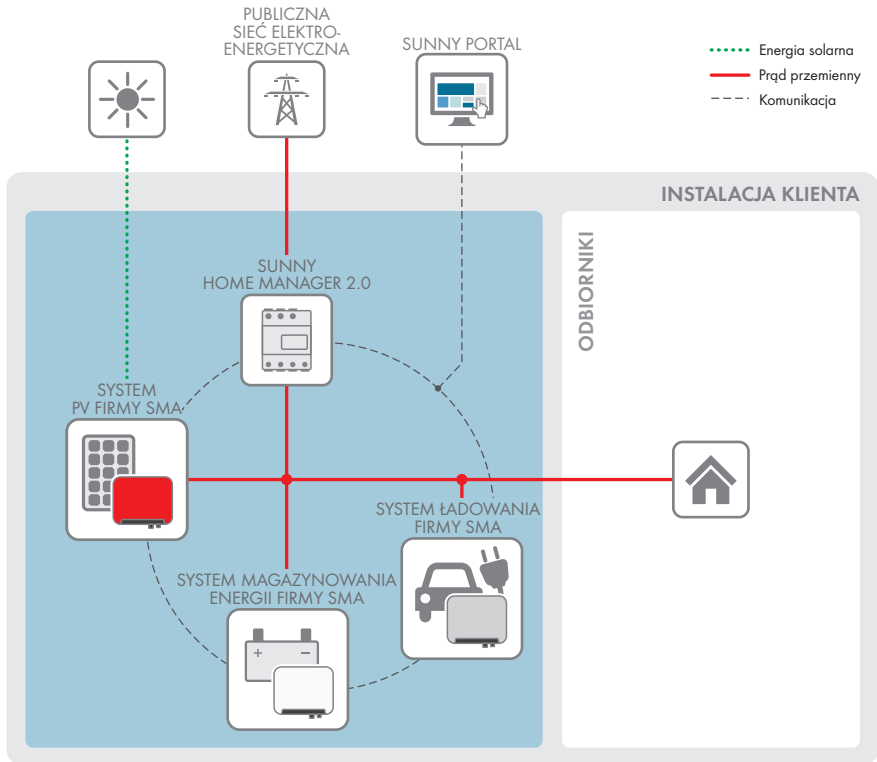 PUBLICZNA
SIEĆ ELEKTRO-
ENERGETYCZNA
SUNNY PORTAL
Energia solarna
Prąd przemienny
Komunikacja
INSTALACJA KLIENTA
ODBIORNIKI
SUNNY
HOME MANAGER 2.0
SYSTEM
PV FIRMY SMA
SYSTEM ŁADOWANIA
FIRMY SMA
SYSTEM MAGAZYNOWANIA
ENERGII FIRMY SMA